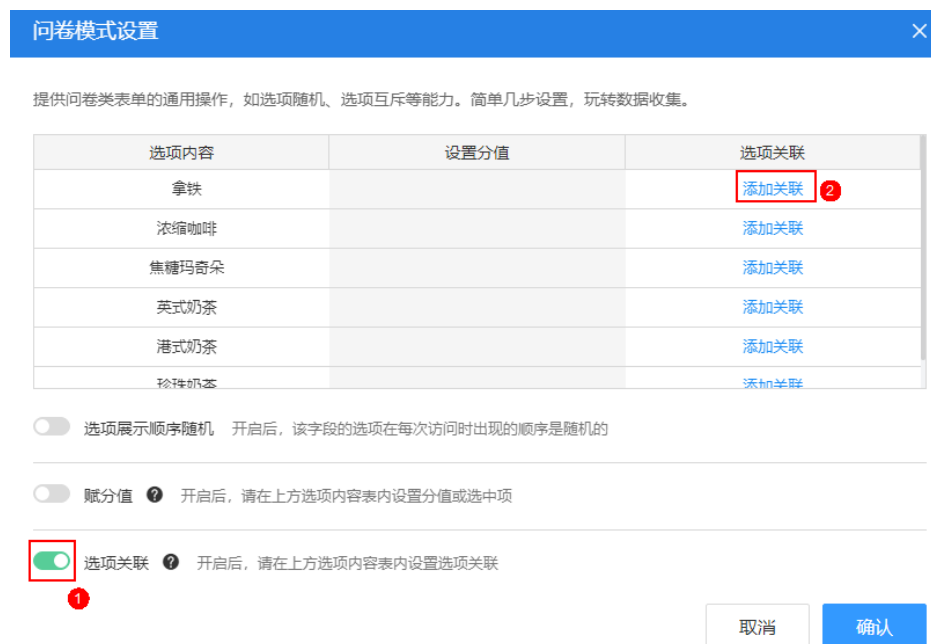 问卷模式设置
提供问卷类表单的通用操作，如选项随机、选项互斥等能力。简单几步设置，玩转数据收集。
选项内容 设置分值 选项关联
拿铁 添加关联 2
浓缩咖啡 添加关联
焦糖玛奇朵 添加关联
英式奶茶 添加关联
港式奶茶 添加关联
珍珠奶茶 添加关联
选项展示顺序随机 开启后，该字段的选项在每次访问时出现的顺序是随机的
赋分值 ? 开启后，请在上方选项内容表内设置分值或选中项
选项关联 ? 开启后，请在上方选项内容表内设置选项关联
1
取消 确认